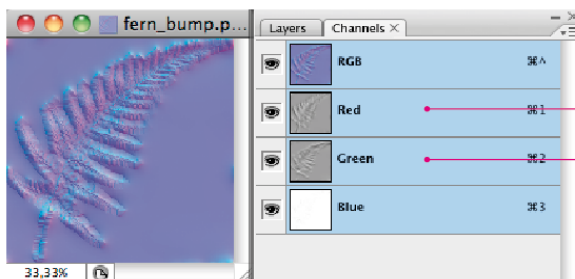 fern_bump.p...
33,33%
Layers Channels ×
RGB ⌘^
Red ⌘1
Green ⌘2
Blue ⌘3